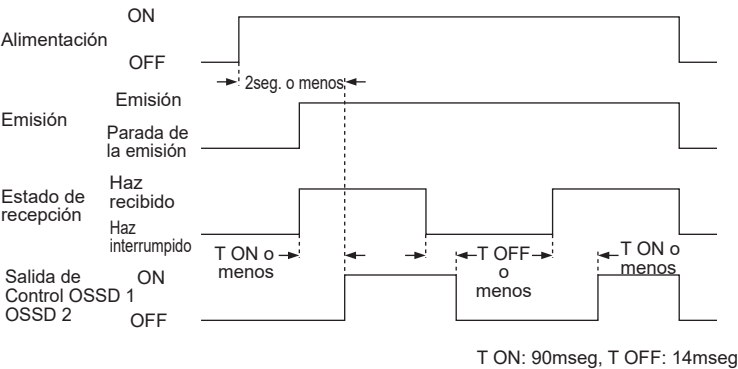 ON
Alimentación
OFF
2seg. o menos
Emisión
Emisión
Parada de
la emisión
Haz
recibido
Estado de
recepción
Haz
interrumpido
T ON o
menos
T OFF
o
menos
T ON o
menos
Salida de
Control OSSD 1
OSSD 2
ON
OFF
T ON: 90mseg, T OFF: 14mseg